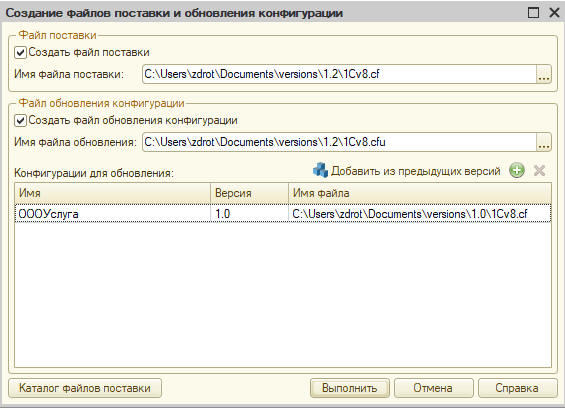 Создание файлов поставки и обновления конфигурации
Файл поставки
Создать файл поставки
Имя файла поставки: C:\Users\zdrot\Documents\versions\1.2\1Cv8.cf ...
Файл обновления конфигурации
Создать файл обновления конфигурации
Имя файла обновления: C:\Users\zdrot\Documents\versions\1.2\1Cv8.cfu ...
Конфигурации для обновления: Добавить из предыдущих версий
Имя Версия Имя файла
ОООУслуга 1.0 C:\Users\zdrot\Documents\versions\1.0\1Cv8.cf
Каталог файлов поставки Выполнить Отмена Справка